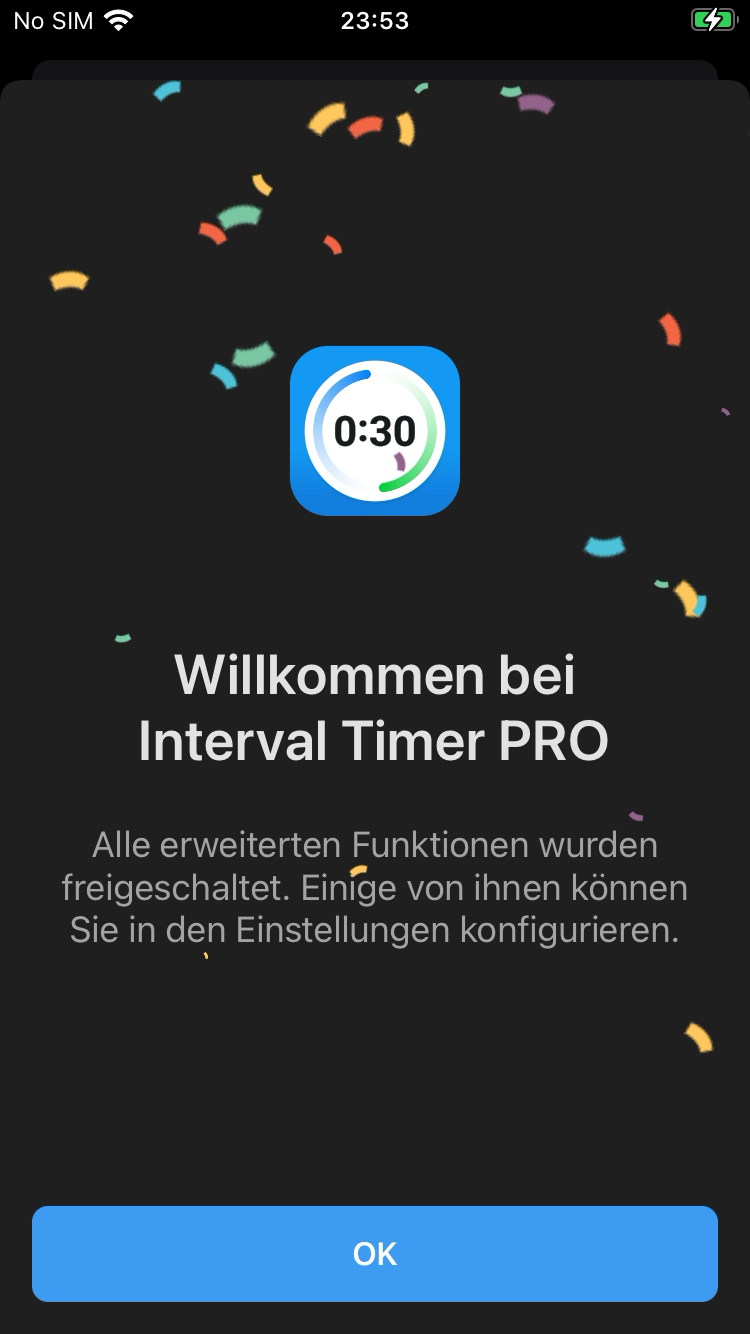 No SIM 23:53
0:30
Willkommen bei
Interval Timer PRO
Alle erweiterten Funktionen wurden
freigeschaltet. Einige von ihnen können
Sie in den Einstellungen konfigurieren.
OK